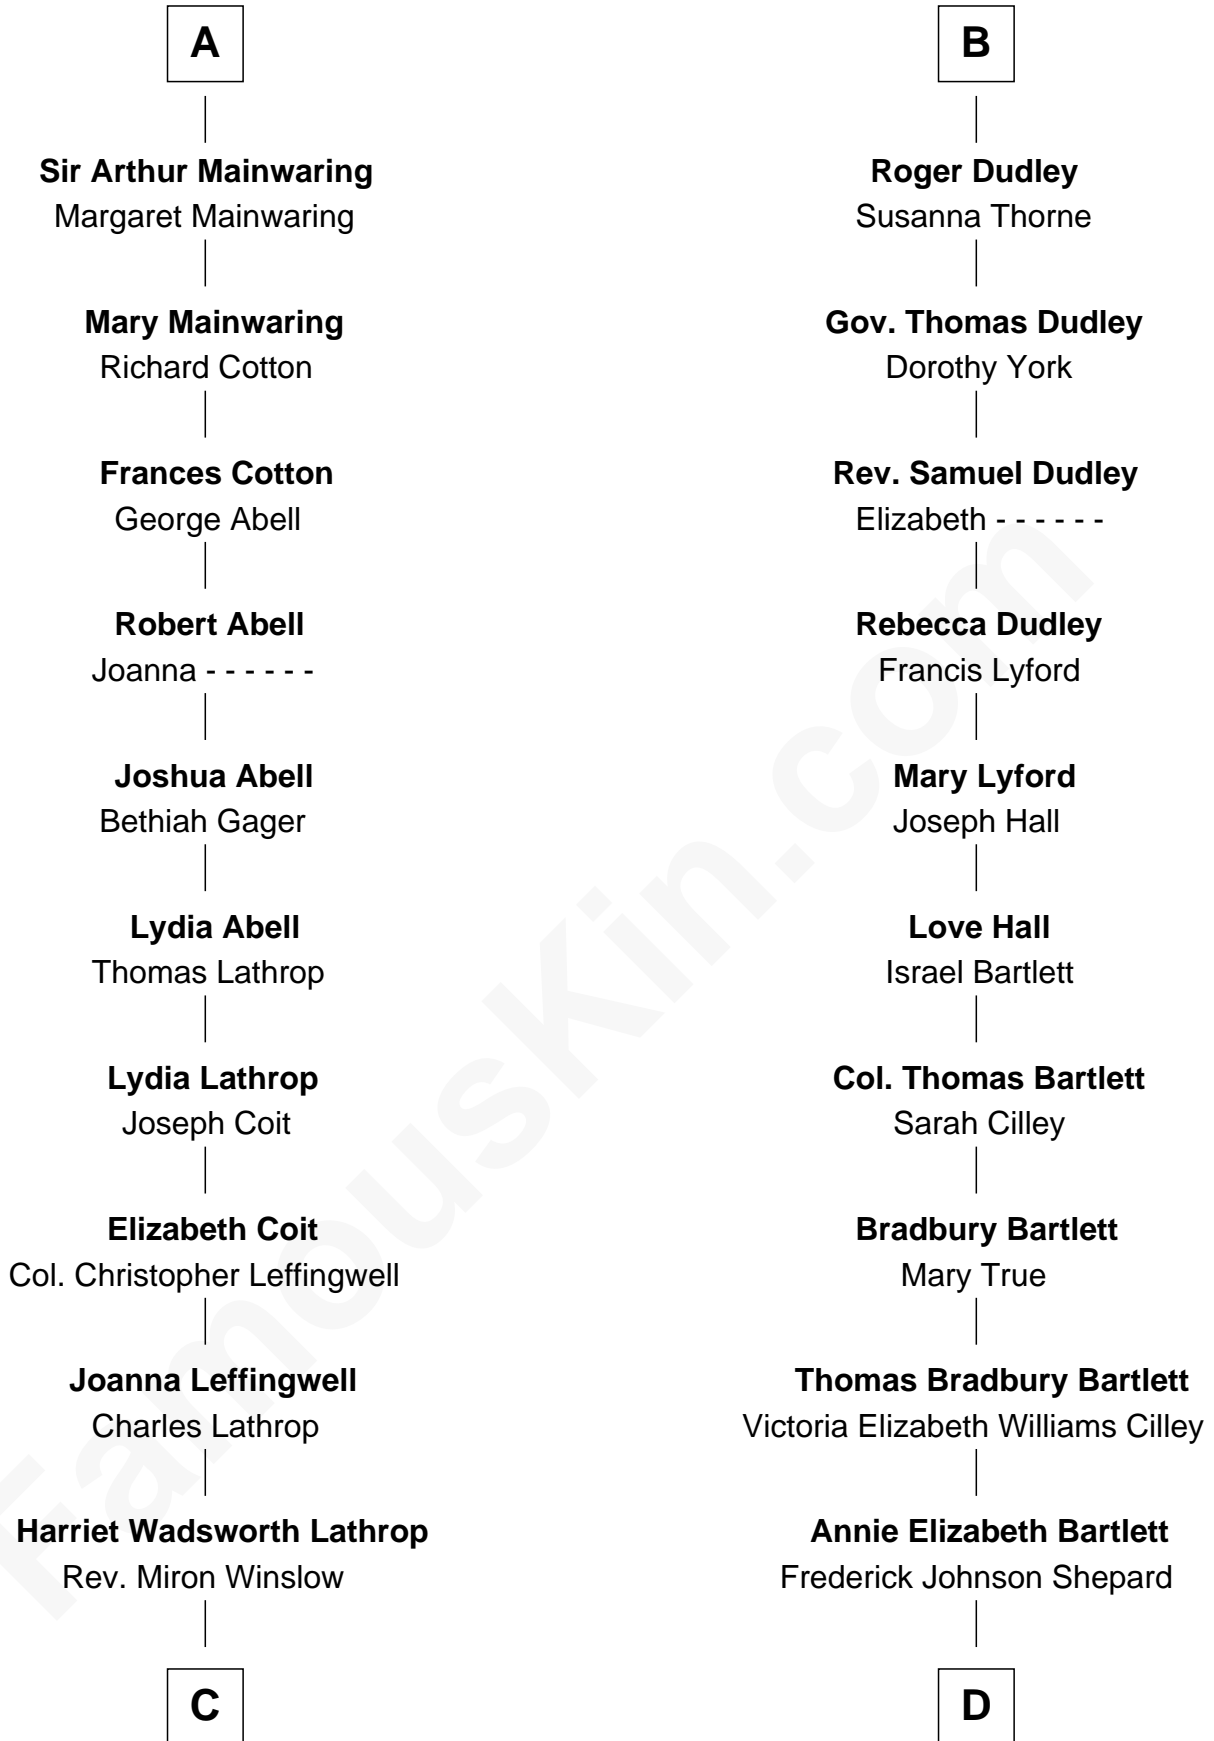 A
Sir Arthur Mainwaring
Margaret Mainwaring
Mary Mainwaring
Richard Cotton
Frances Cotton
George Abell
Robert Abell
Joanna - - - - - -
Joshua Abell
Bethiah Gager
Lydia Abell
Thomas Lathrop
Lydia Lathrop
Joseph Coit
Elizabeth Coit
Col. Christopher Leffingwell
Joanna Leffingwell
Charles Lathrop
Harriet Wadsworth Lathrop
Rev. Miron Winslow
C
B
Roger Dudley
Susanna Thorne
Gov. Thomas Dudley
Dorothy York
Rev. Samuel Dudley
Elizabeth - - - - - -
Rebecca Dudley
Francis Lyford
Mary Lyford
Joseph Hall
Love Hall
Israel Bartlett
Col. Thomas Bartlett
Sarah Cilley
Bradbury Bartlett
Mary True
Thomas Bradbury Bartlett
Victoria Elizabeth Williams Cilley
Annie Elizabeth Bartlett
Frederick Johnson Shepard
D
FamousKin.com